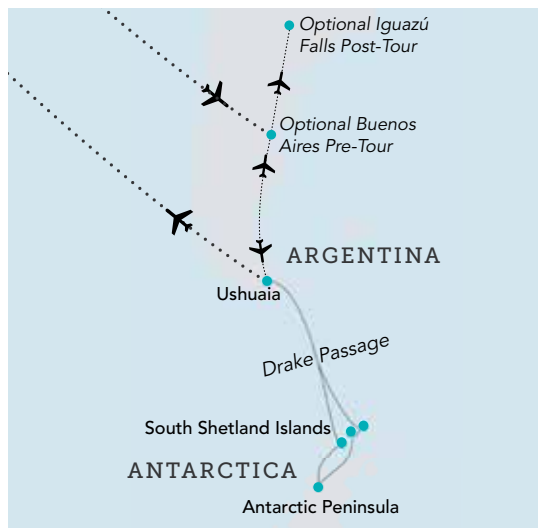 Optional Iguazú
Falls Post-Tour
Optional Buenos
Aires Pre-Tour
ARGENTINA
Ushuaia
Drake Passage
South Shetland Islands
ANTARCTICA
Antarctic Peninsula